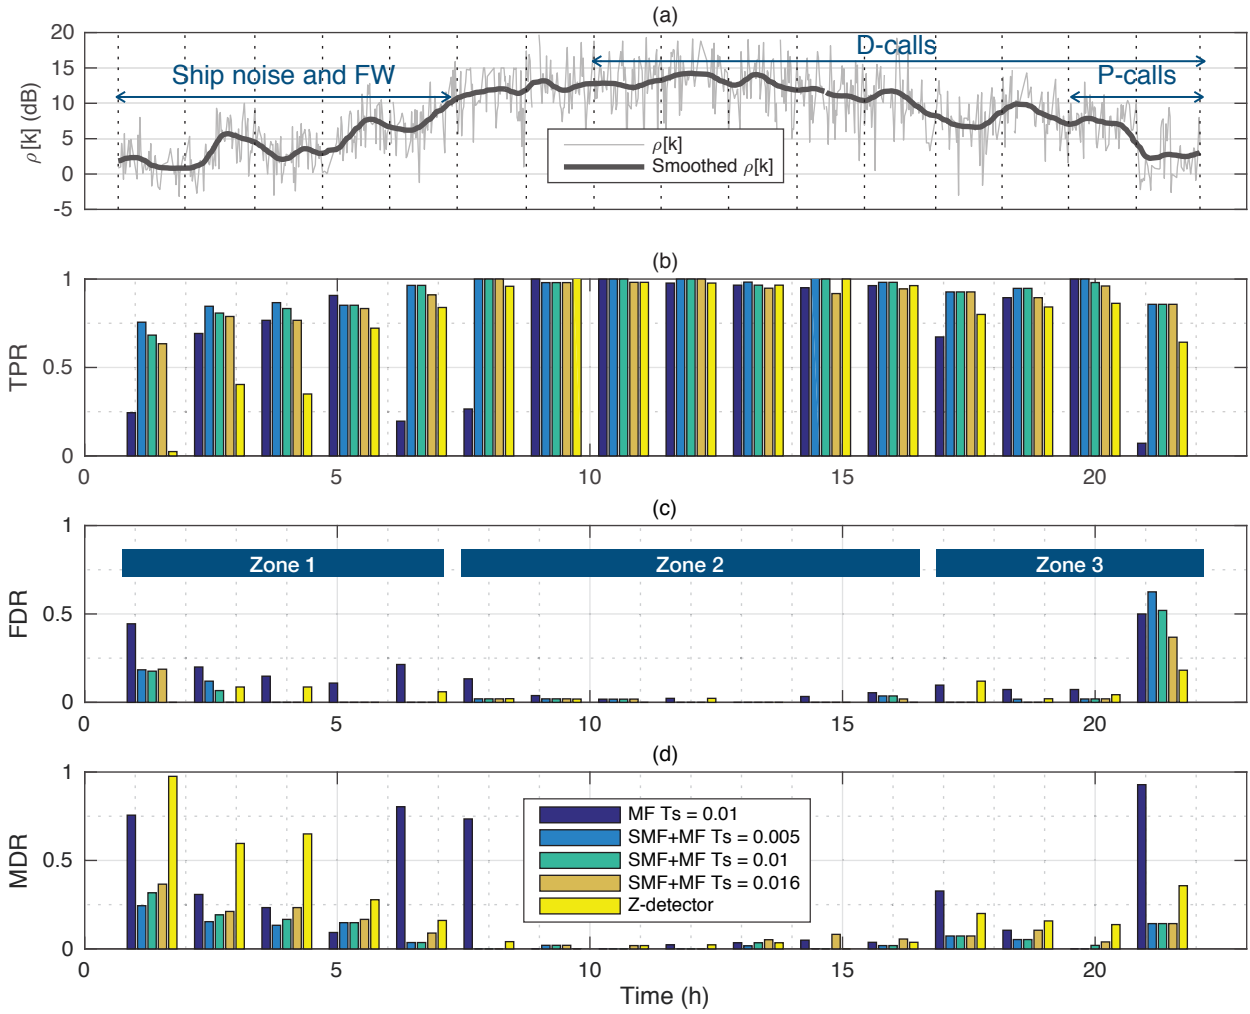 (a)
20
15
10
5
0
-5
ρ[k] (dB)
Ship noise and FW
D-calls
P-calls
ρ[k]
Smoothed ρ[k]
(b)
1
0.5
0
TPR
0 5 10 15 20
(c)
1
0.5
0
FDR
Zone 1 Zone 2 Zone 3
0 5 10 15 20
(d)
1
0.5
0
MDR
MF Ts = 0.01
SMF+MF Ts = 0.005
SMF+MF Ts = 0.01
SMF+MF Ts = 0.016
Z-detector
0 5 10 15 20
Time (h)